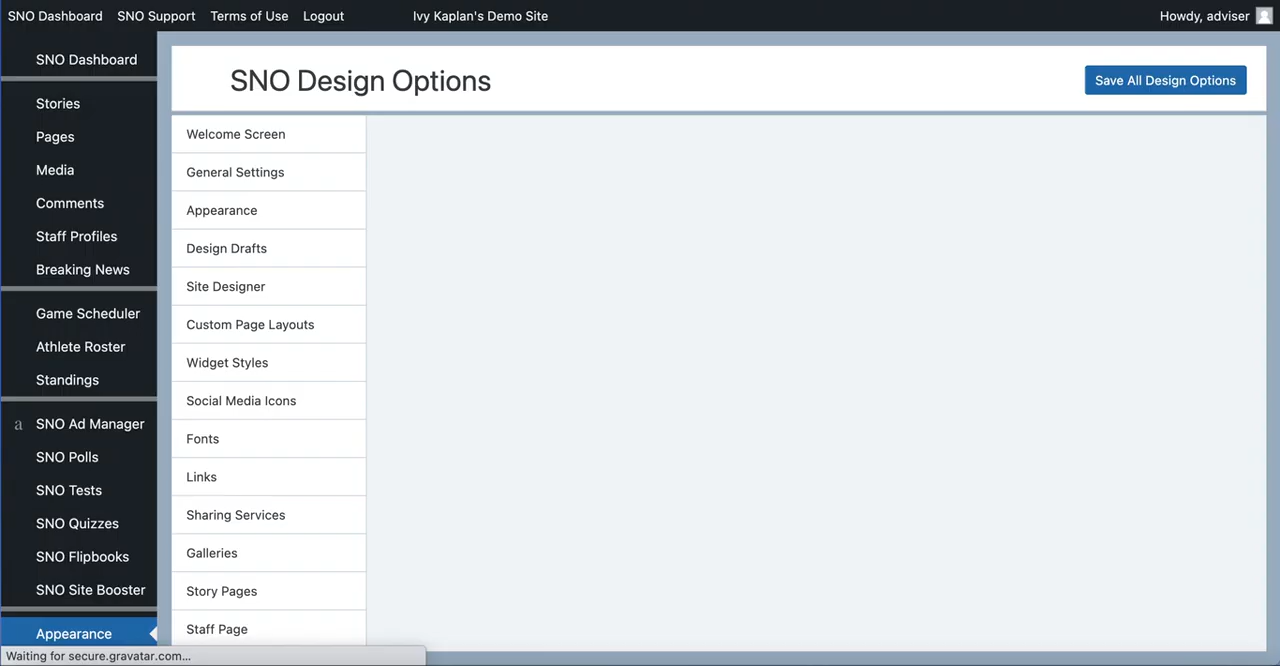 SNO Dashboard SNO Support Terms of Use Logout Ivy Kaplan's Demo Site Howdy, adviser
SNO Dashboard
Stories
Pages
Media
Comments
Staff Profiles
Breaking News
Game Scheduler
Athlete Roster
Standings
a SNO Ad Manager
SNO Polls
SNO Tests
SNO Quizzes
SNO Flipbooks
SNO Site Booster
Appearance
SNO Design Options
Save All Design Options
Welcome Screen
General Settings
Appearance
Design Drafts
Site Designer
Custom Page Layouts
Widget Styles
Social Media Icons
Fonts
Links
Sharing Services
Galleries
Story Pages
Staff Page
Waiting for secure.gravatar.com...